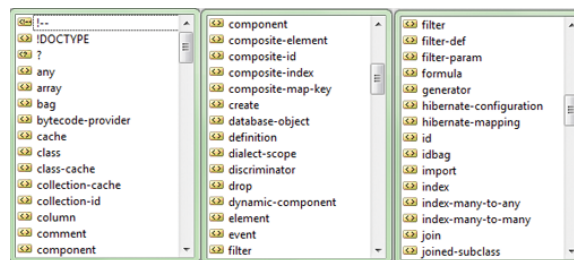 !--
!DOCTYPE
?
any
array
bag
bytecode-provider
cache
class
class-cache
collection-cache
collection-id
column
comment
component
component
composite-element
composite-id
composite-index
composite-map-key
create
database-object
definition
dialect-scope
discriminator
drop
dynamic-component
element
event
filter
filter
filter-def
filter-param
formula
generator
hibernate-configuration
hibernate-mapping
id
idbag
import
index
index-many-to-any
index-many-to-many
join
joined-subclass